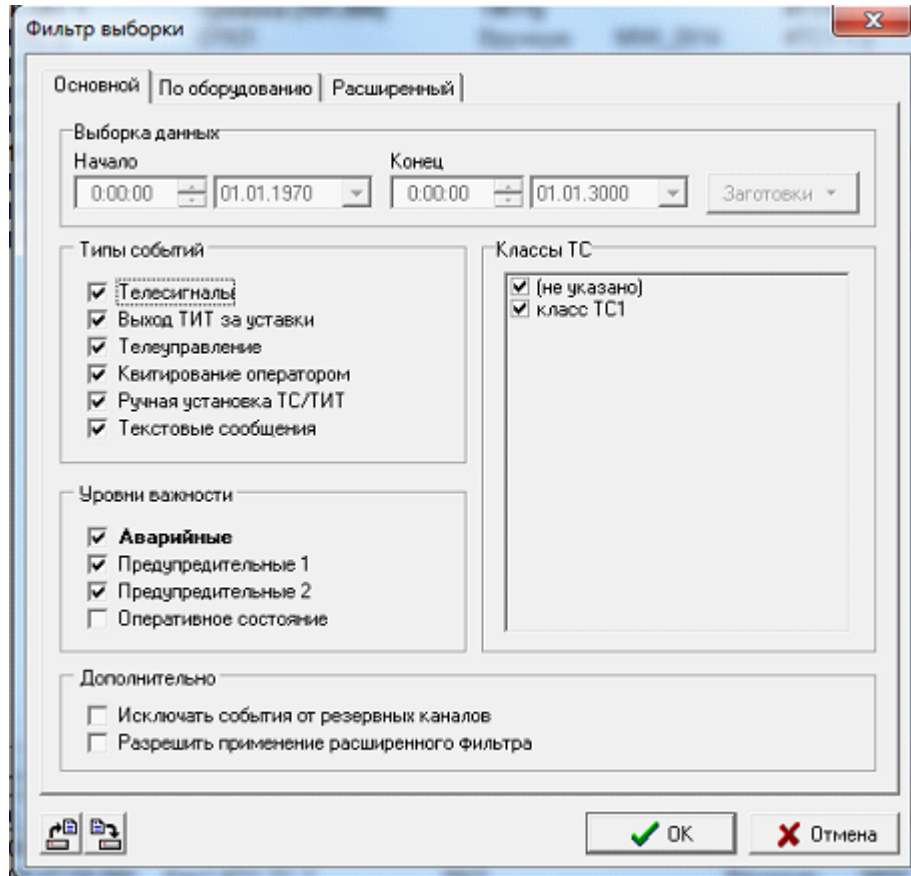 Фильтр выборки
Основной По оборудованию Расширенный
Выборка данных
Начало Конец
0:00:00 01.01.1970 0:00:00 01.01.3000 Заготовки
Типы событий
Телесигналы
Выход ТИТ за уставки
Телеуправление
Квитирование оператором
Ручная установка ТС/ТИТ
Текстовые сообщения
Классы ТС
(не указано)
класс ТС1
Уровни важности
Аварийные
Предупредительные 1
Предупредительные 2
Оперативное состояние
Дополнительно
Исключать события от резервных каналов
Разрешить применение расширенного фильтра
OK Отмена